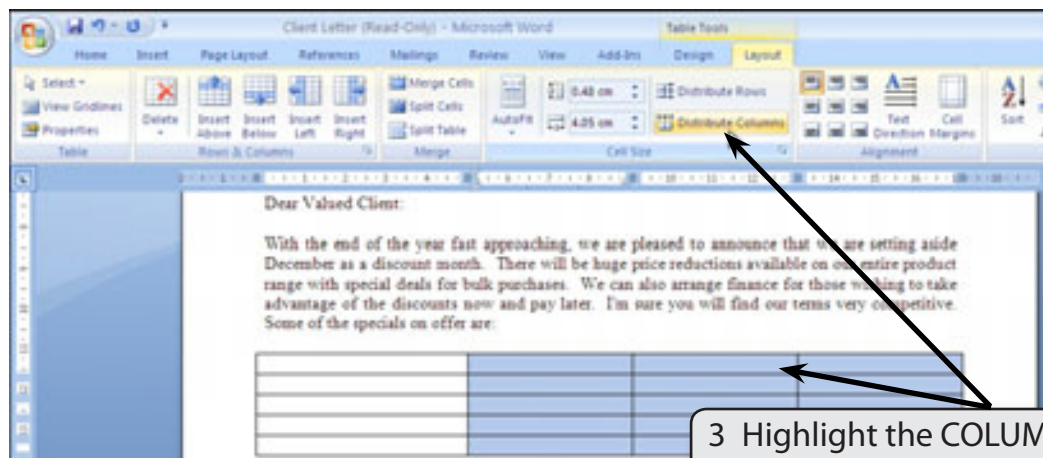 Client Letter (Read-Only) - Microsoft Word
Table Tools
Home Insert Page Layout References Mailings Review View Add-Ins Design Layout
Select
View Gridlines
Properties
Table
Delete
Insert Above
Insert Below
Insert Left
Insert Right
Rows & Columns
Merge Cells
Split Cells
Split Table
Merge
AutoFit
0.48 cm
4.05 cm
Distribute Rows
Distribute Columns
Cell Size
Text Direction
Cell Margins
Alignment
Sort
Dear Valued Client:
With the end of the year fast approaching, we are pleased to announce that we are setting aside
December as a discount month. There will be huge price reductions available on our entire product
range with special deals for bulk purchases. We can also arrange finance for those wishing to take
advantage of the discounts now and pay later. I'm sure you will find our terms very competitive.
Some of the specials on offer are:
3 Highlight the COLUM